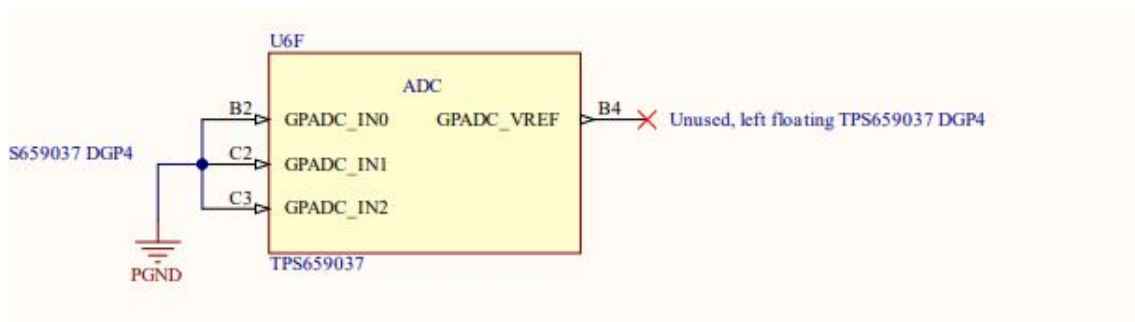 U6F
ADC
B2 GPADC_IN0 GPADC_VREF B4 Unused, left floating TPS659037 DGP4
S659037 DGP4 C2 GPADC_IN1
C3 GPADC_IN2
PGND TPS659037